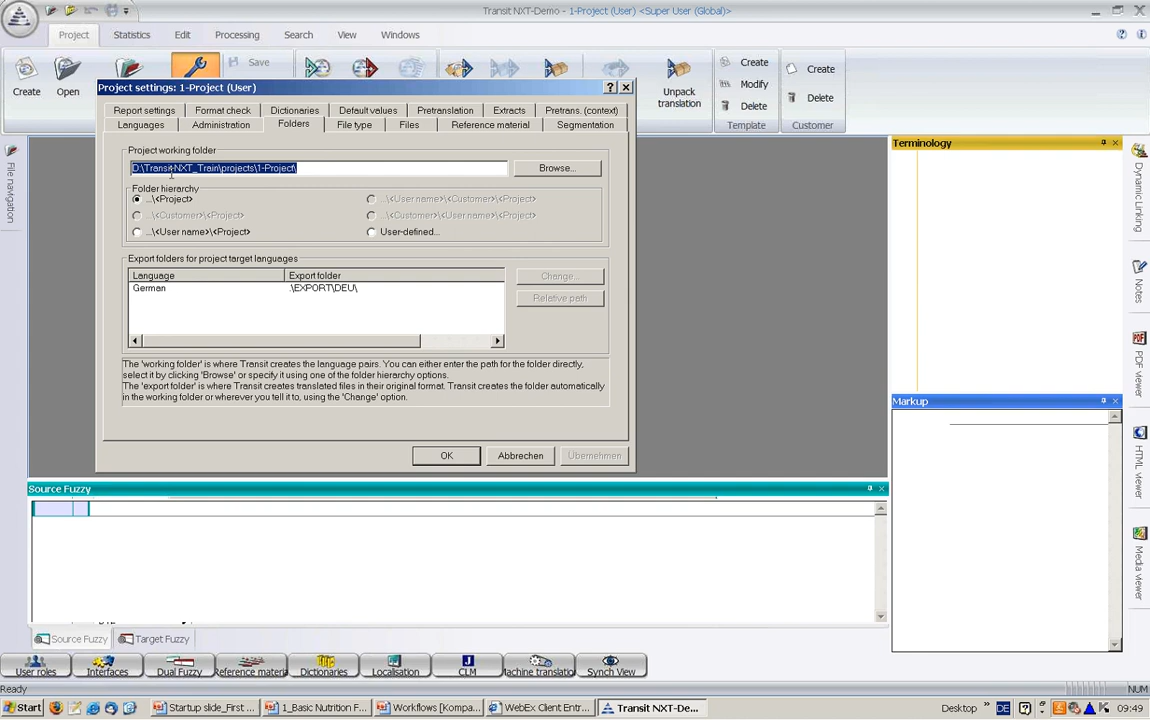 Transit NXT-Demo - 1-Project (User) <Super User (Global)>
Project
Statistics
Edit
Processing
Search
View
Windows
Create
Open
Save
Unpack
translation
Create
Modify
Delete
Template
Create
Delete
Customer
Project settings: 1-Project (User)
Report settings
Format check
Dictionaries
Default values
Pretranslation
Extracts
Pretrans. (context)
Languages
Administration
Folders
File type
Files
Reference material
Segmentation
Project working folder
D:\Transit-NXT_Train\projects\1-Project\
Browse...
Folder hierarchy
...\<Project>
...\<User name>\<Customer>\<Project>
...\<Customer>\<Project>
...\<Customer>\<User name>\<Project>
...\<User name>\<Project>
User-defined...
Export folders for project target languages
Language
Export folder
German
.\EXPORT\DEU\
Change...
Relative path
The 'working folder' is where Transit creates the language pairs. You can either enter the path for the folder directly,
select it by clicking 'Browse' or specify it using one of the folder hierarchy options.
The 'export folder' is where Transit creates translated files in their original format. Transit creates the folder automatically
in the working folder or wherever you tell it to, using the 'Change' option.
OK
Abbrechen
Übernehmen
File navigation
Terminology
Markup
Dynamic Linking
Notes
PDF viewer
HTML viewer
Media viewer
Source Fuzzy
Source Fuzzy
Target Fuzzy
User roles
Interfaces
Dual Fuzzy
Reference materia
Dictionaries
Localisation
CLM
Machine translatio
Synch View
Ready
NUM
Start
Startup slide_First ...
1_Basic Nutrition F...
Workflows [Kompa...
WebEx Client Entr...
Transit NXT-De...
Desktop
DE
09:49